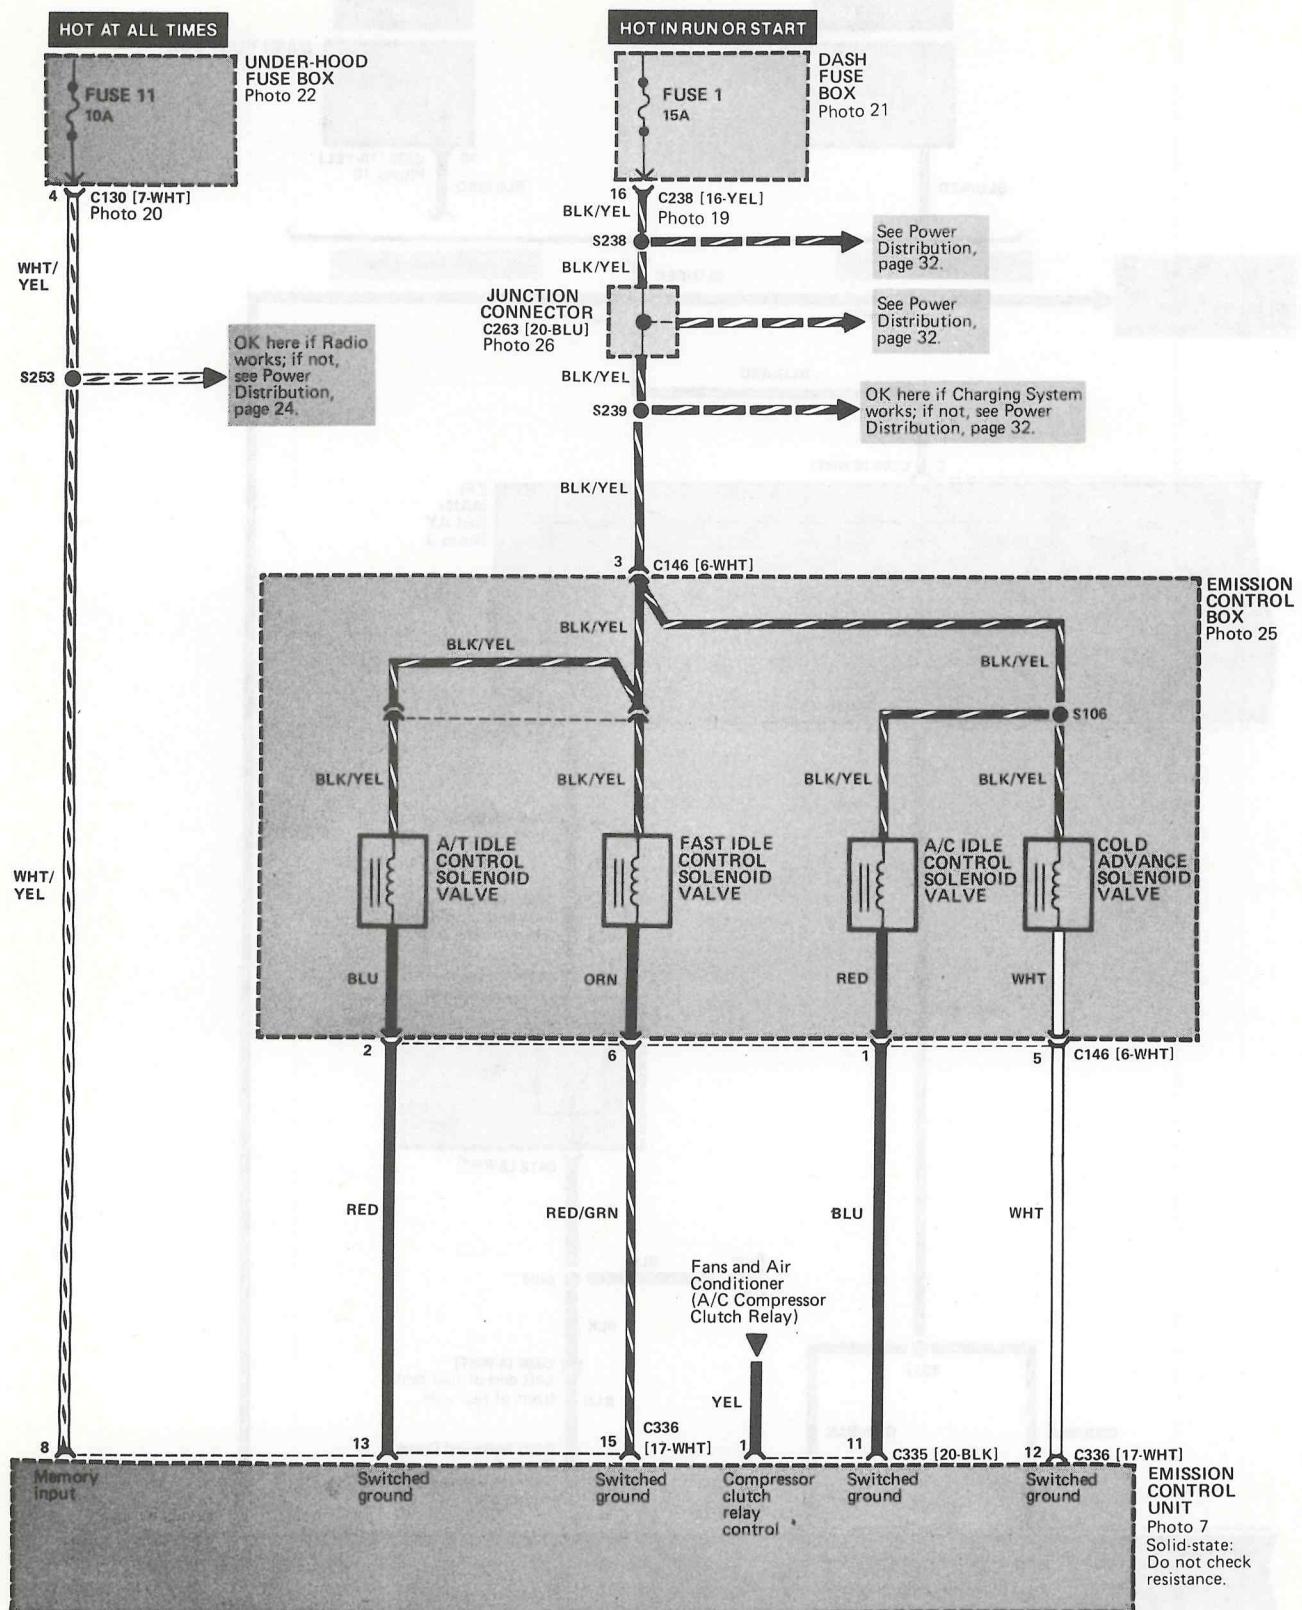 HOT AT ALL TIMES
HOT IN RUN OR START
FUSE 11
10A
UNDER-HOOD
FUSE BOX
Photo 22
FUSE 1
15A
DASH
FUSE
BOX
Photo 21
4
C130 [7-WHT]
Photo 20
16
C238 [16-YEL]
Photo 19
BLK/YEL
S238
See Power
Distribution,
page 32.
WHT/
YEL
BLK/YEL
JUNCTION
CONNECTOR
C263 [20-BLU]
Photo 26
See Power
Distribution,
page 32.
OK here if Radio
works; if not,
see Power
Distribution,
page 24.
S253
BLK/YEL
S239
OK here if Charging System
works; if not, see Power
Distribution, page 32.
BLK/YEL
3
C146 [6-WHT]
EMISSION
CONTROL
BOX
Photo 25
BLK/YEL
BLK/YEL
BLK/YEL
S106
BLK/YEL
BLK/YEL
BLK/YEL
BLK/YEL
A/T IDLE
CONTROL
SOLENOID
VALVE
FAST IDLE
CONTROL
SOLENOID
VALVE
A/C IDLE
CONTROL
SOLENOID
VALVE
COLD
ADVANCE
SOLENOID
VALVE
WHT/
YEL
BLU
ORN
RED
WHT
2
6
1
5
C146 [6-WHT]
RED
RED/GRN
BLU
WHT
Fans and Air
Conditioner
(A/C Compressor
Clutch Relay)
YEL
8
13
15
C336
[17-WHT]
1
11
C335 [20-BLK]
12
C336 [17-WHT]
Memory
input
Switched
ground
Switched
ground
Compressor
clutch
relay
control
Switched
ground
Switched
ground
EMISSION
CONTROL
UNIT
Photo 7
Solid-state:
Do not check
resistance.